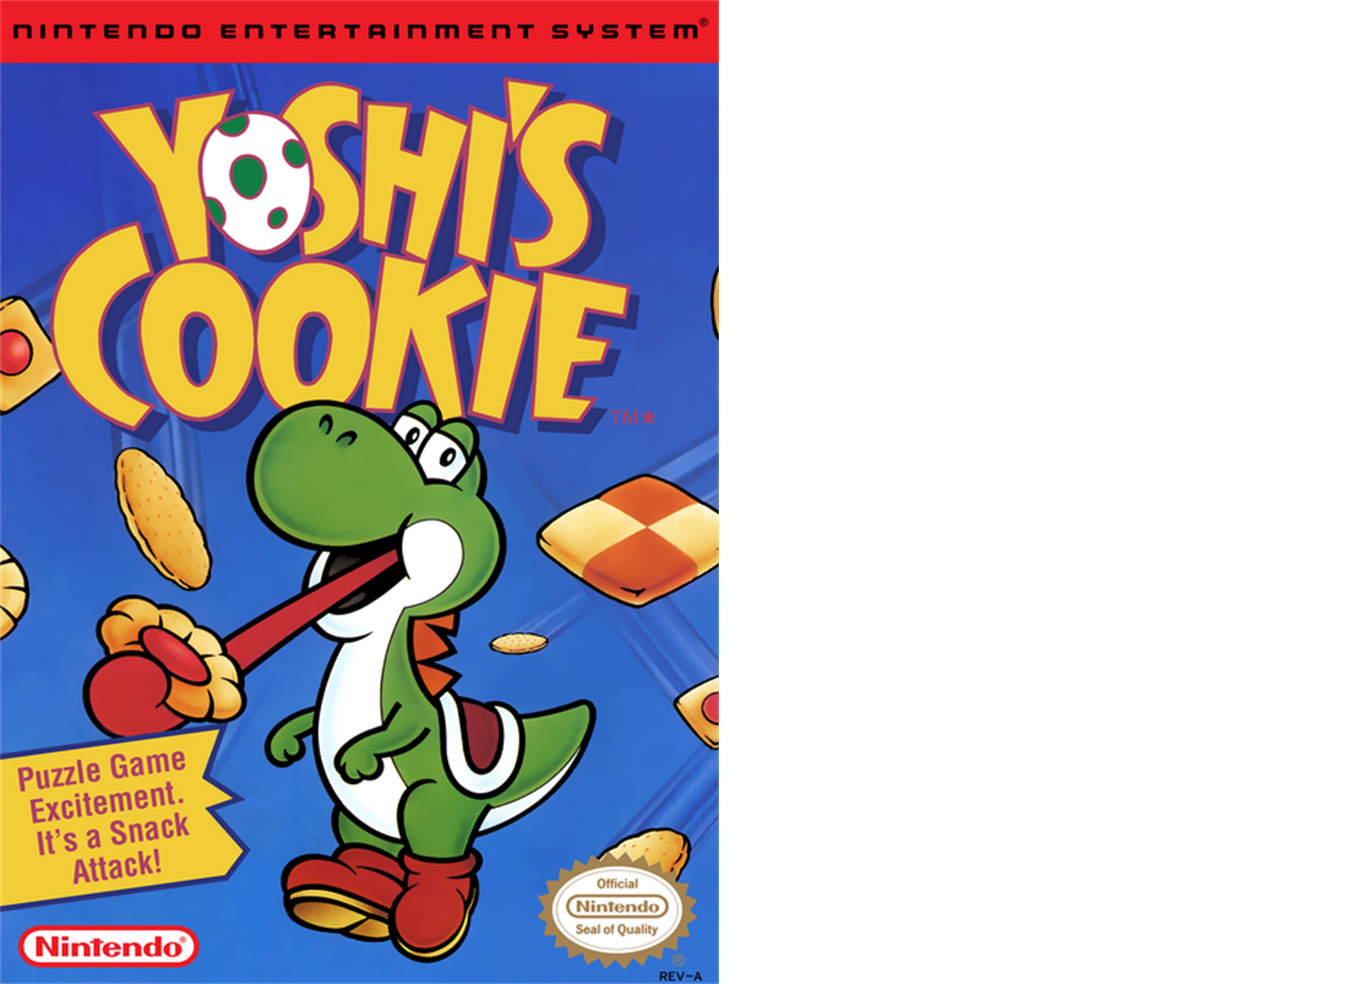 NINTENDO ENTERTAINMENT SYSTEM®
YOSHI'S
COOKIE
TM*
Puzzle Game
Excitement.
It's a Snack
Attack!
Nintendo®
Official
Nintendo
Seal of Quality
®
REV-A